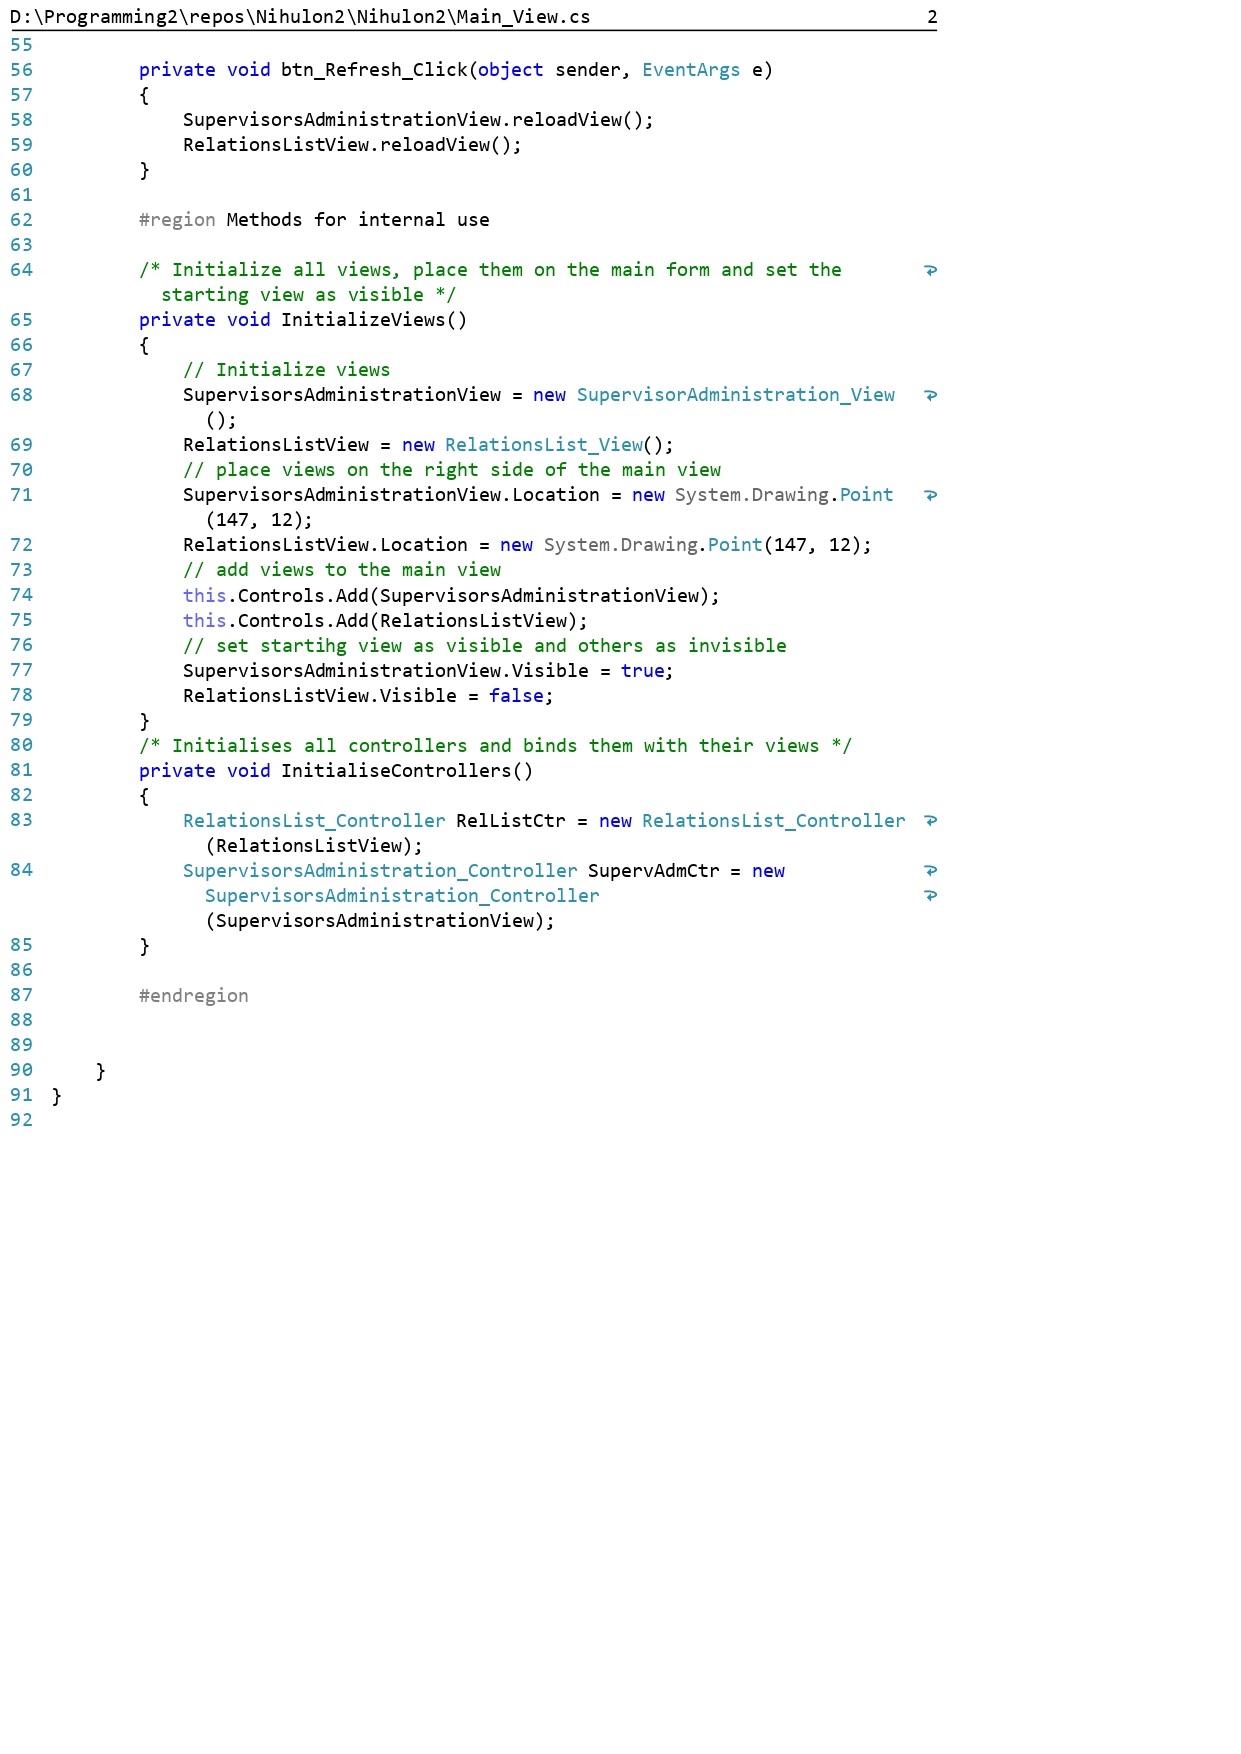 D:\Programming2\repos\Nihulon2\Nihulon2\Main_View.cs 2
55
56 private void btn_Refresh_Click(object sender, EventArgs e)
57 {
58 SupervisorsAdministrationView.reloadView();
59 RelationsListView.reloadView();
60 }
61
62 #region Methods for internal use
63
64 /* Initialize all views, place them on the main form and set the
starting view as visible */
65 private void InitializeViews()
66 {
67 // Initialize views
68 SupervisorsAdministrationView = new SupervisorAdministration_View
();
69 RelationsListView = new RelationsList_View();
70 // place views on the right side of the main view
71 SupervisorsAdministrationView.Location = new System.Drawing.Point
(147, 12);
72 RelationsListView.Location = new System.Drawing.Point(147, 12);
73 // add views to the main view
74 this.Controls.Add(SupervisorsAdministrationView);
75 this.Controls.Add(RelationsListView);
76 // set startihg view as visible and others as invisible
77 SupervisorsAdministrationView.Visible = true;
78 RelationsListView.Visible = false;
79 }
80 /* Initialises all controllers and binds them with their views */
81 private void InitialiseControllers()
82 {
83 RelationsList_Controller RelListCtr = new RelationsList_Controller
(RelationsListView);
84 SupervisorsAdministration_Controller SupervAdmCtr = new
SupervisorsAdministration_Controller
(SupervisorsAdministrationView);
85 }
86
87 #endregion
88
89
90 }
91 }
92